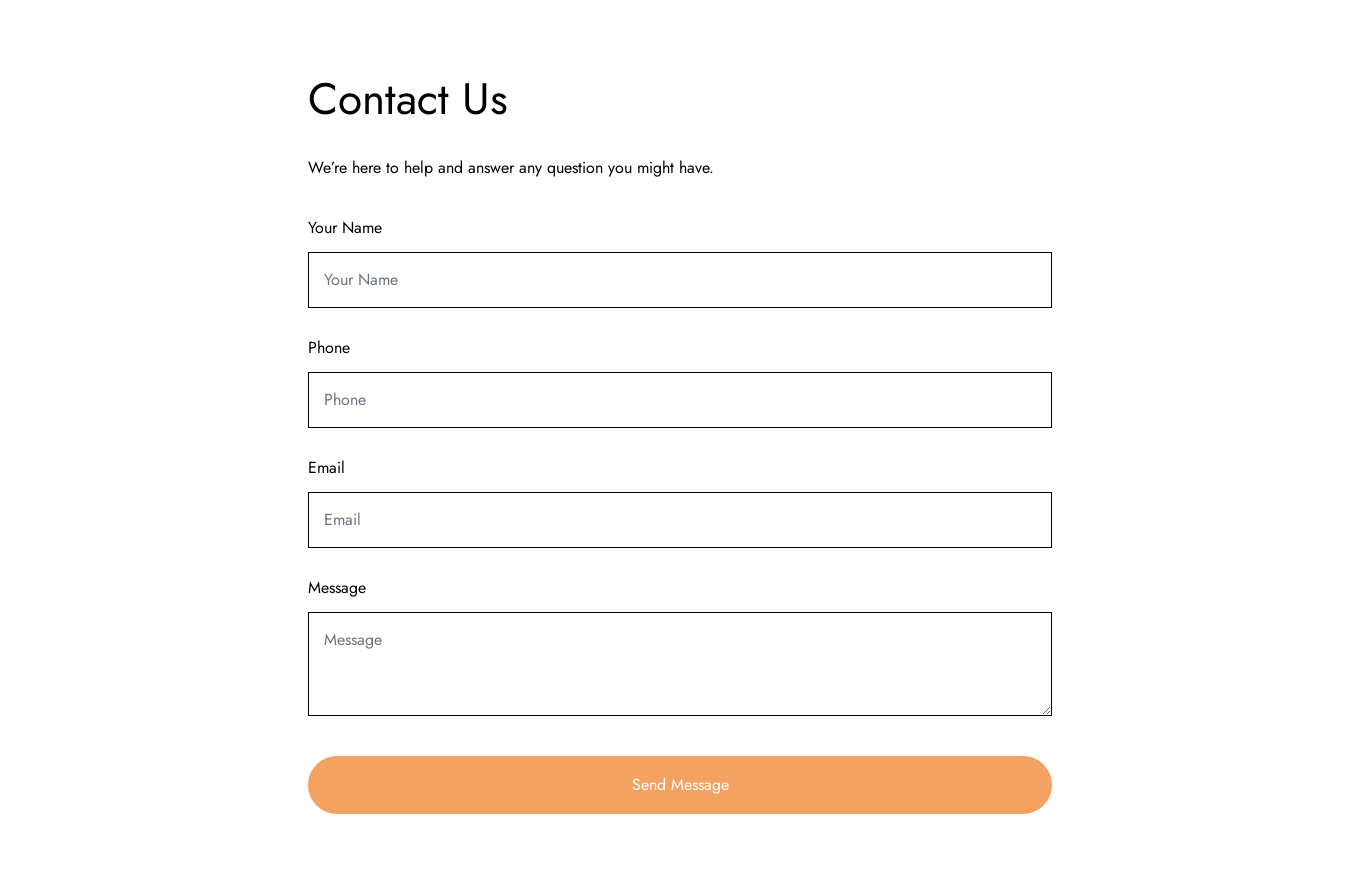 Contact Us
We’re here to help and answer any question you might have.
Your Name
Your Name
Phone
Phone
Email
Email
Message
Message
Send Message